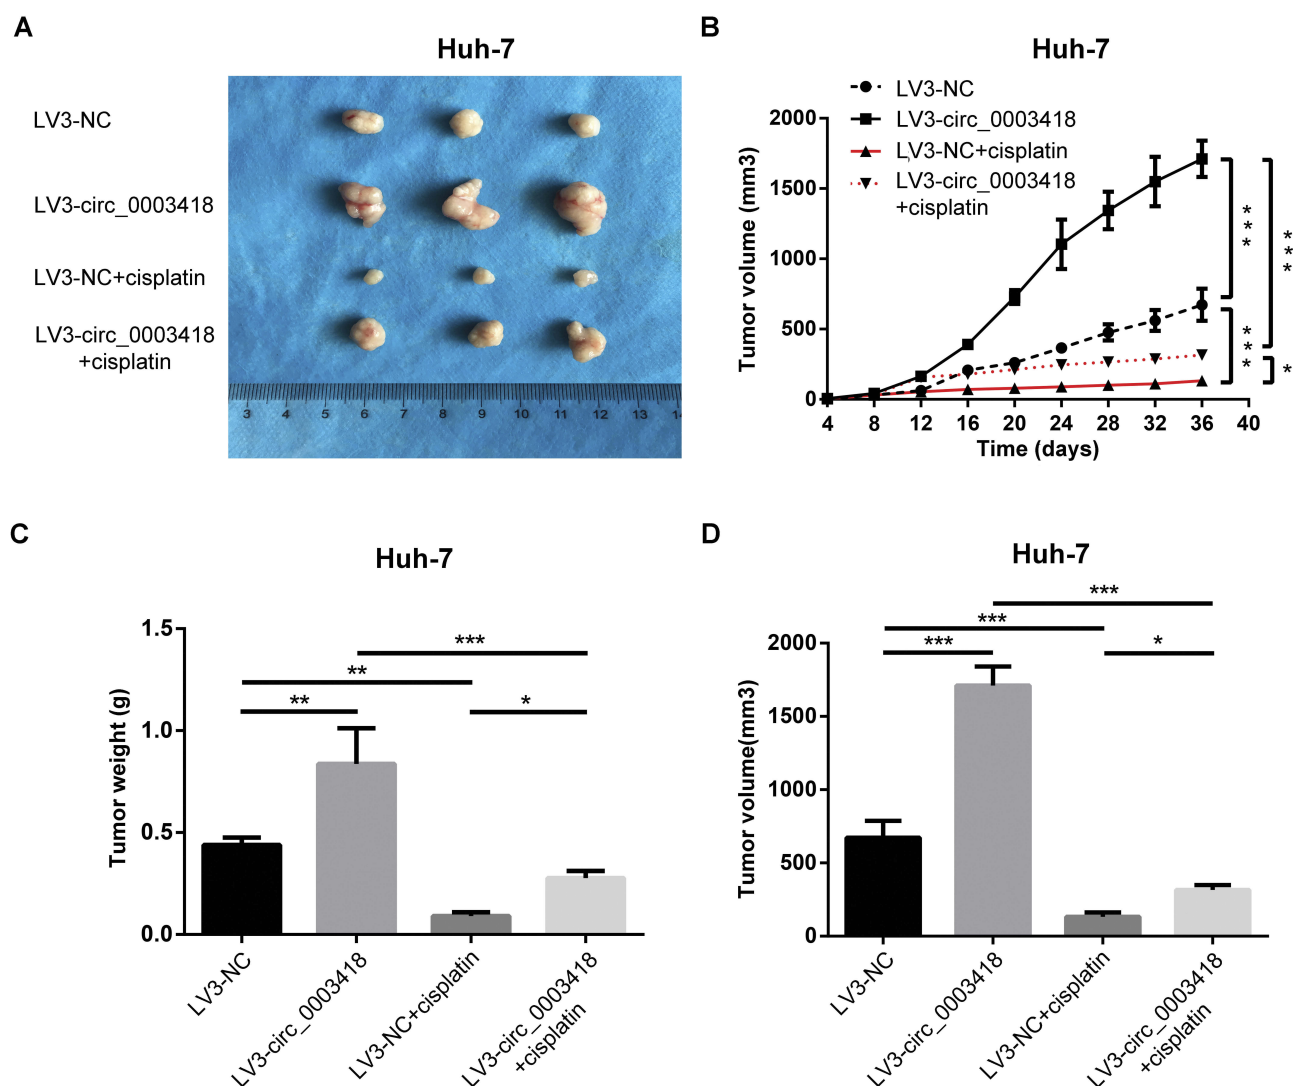 A
Huh-7
LV3-NC
LV3-circ_0003418
LV3-NC+cisplatin
LV3-circ_0003418
+cisplatin
3 4 5 6 7 8 9 10 11 12 13
B
Huh-7
LV3-NC
LV3-circ_0003418
LV3-NC+cisplatin
LV3-circ_0003418
+cisplatin
Tumor volume (mm3)
2000
1500
1000
500
0
4 8 12 16 20 24 28 32 36 40
Time (days)
***
***
***
*
C
Huh-7
Tumor weight (g)
1.5
1.0
0.5
0.0
***
**
**
*
LV3-NC
LV3-circ_0003418
LV3-NC+cisplatin
LV3-circ_0003418
+cisplatin
D
Huh-7
Tumor volume(mm3)
2000
1500
1000
500
0
***
***
***
*
LV3-NC
LV3-circ_0003418
LV3-NC+cisplatin
LV3-circ_0003418
+cisplatin